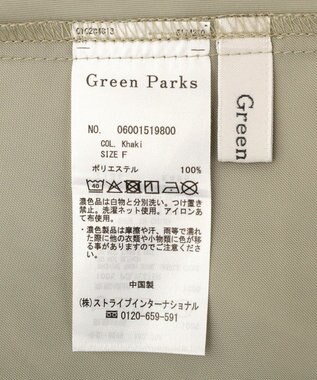 Green Parks
Green
NO. 06001519800
COL. Khaki
SIZE F
ポリエステル 100%
濃色品は白物と分別洗い。つけ置き
禁止。洗濯ネット使用。アイロンあ
て布使用。
・濃色製品は摩擦や汗、雨等で濡れ
た際に他の衣類や小物類に色が移
る事がありますのでご注意下さ
い。
中国製
(株)ストライプインターナショナル
0120-659-591